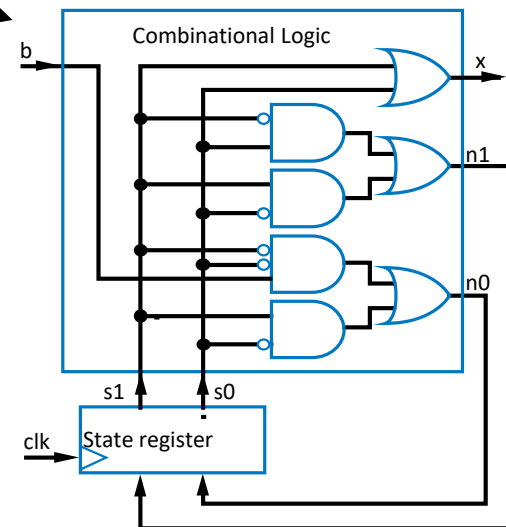 Combinational Logic
b
x
n1
n0
s1
s0
clk
State register